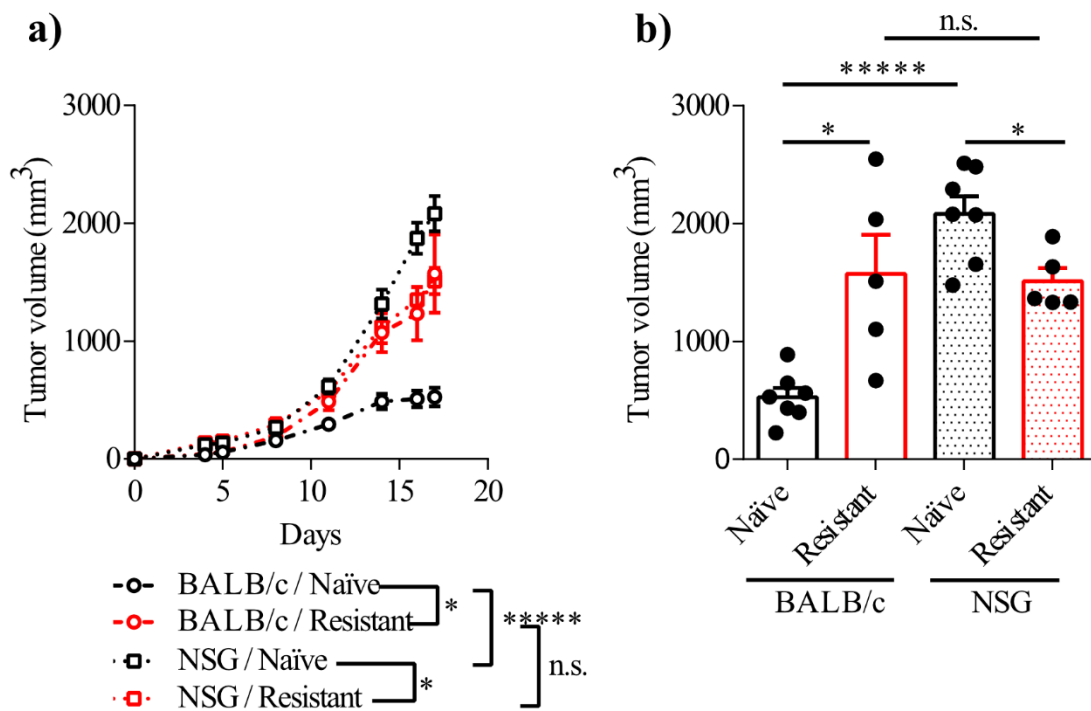 a)
Tumor volume (mm³)
3000
2000
1000
0
0
5
10
15
20
Days
BALB/c / Naïve
BALB/c / Resistant
NSG / Naïve
NSG / Resistant
*
*****
*
n.s.
b)
n.s.
*****
*
*
Tumor volume (mm³)
3000
2000
1000
0
Naïve
Resistant
Naïve
Resistant
BALB/c
NSG